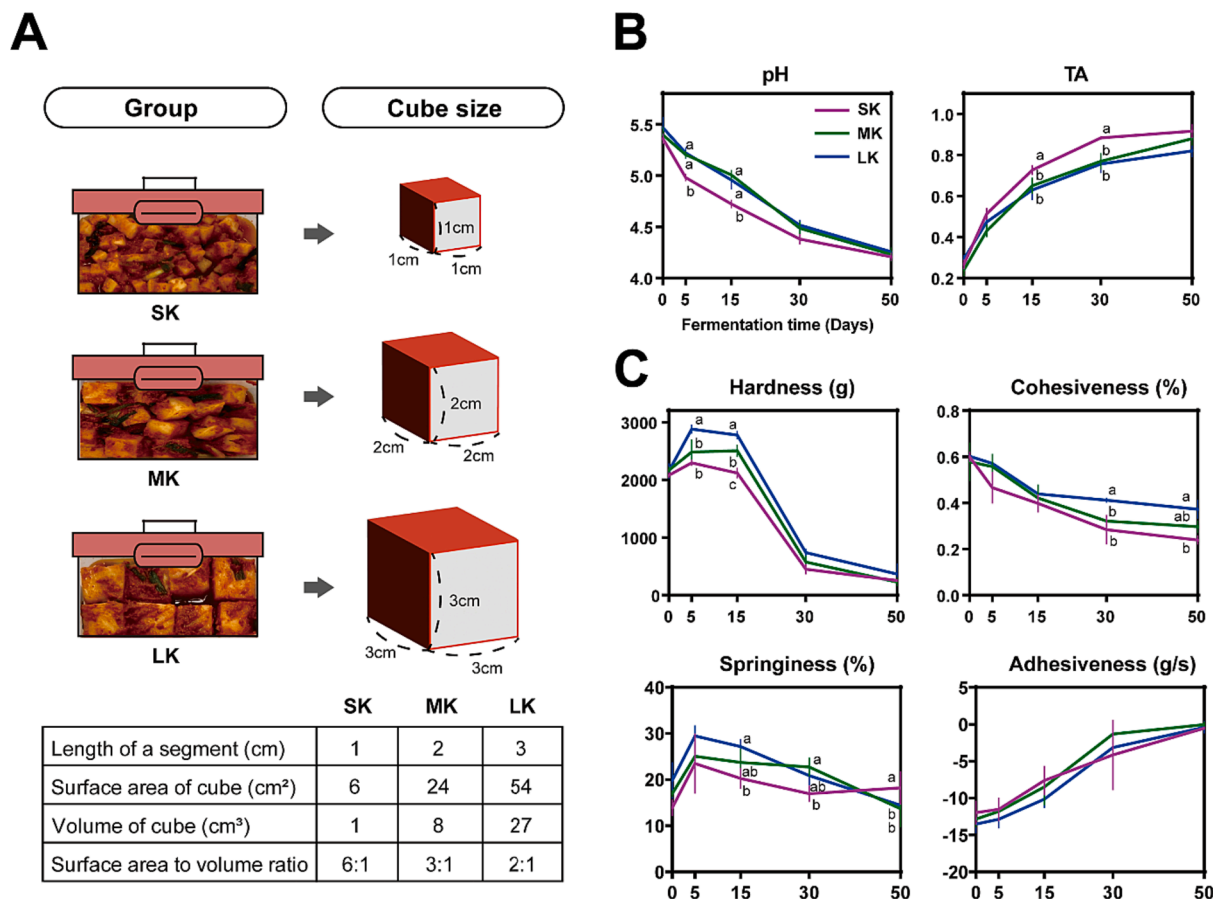 A
Group
Cube size
SK
1cm
1cm
1cm
MK
2cm
2cm
2cm
LK
3cm
3cm
3cm
SK MK LK
Length of a segment (cm) 1 2 3
Surface area of cube (cm²) 6 24 54
Volume of cube (cm³) 1 8 27
Surface area to volume ratio 6:1 3:1 2:1
B
pH
5.5
5.0
4.5
4.0
SK
MK
LK
a
a
b
a
a
b
0 5 15 30 50
Fermentation time (Days)
TA
1.0
0.8
0.6
0.4
0.2
a
b
b
a
b
b
0 5 15 30 50
C
Hardness (g)
3000
2000
1000
0
a
b
b
a
b
c
0 5 15 30 50
Cohesiveness (%)
0.8
0.6
0.4
0.2
0.0
a
b
b
a
ab
b
0 5 15 30 50
Springiness (%)
40
30
20
10
0
a
ab
b
a
ab
b
a
b
b
0 5 15 30 50
Adhesiveness (g/s)
5
0
-5
-10
-15
-20
0 5 15 30 50